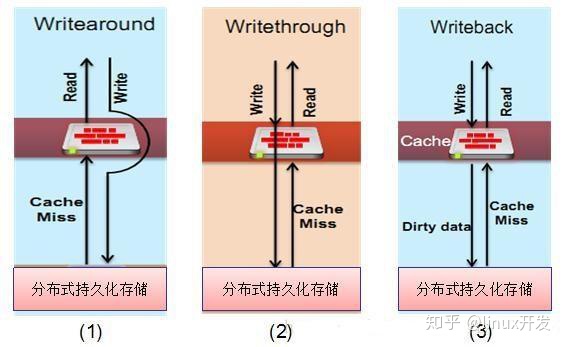 Writearound
Read
Write
Cache
Miss
分布式持久化存储
(1)
Writethrough
Write
Read
Cache
Miss
分布式持久化存储
(2)
Writeback
Write
Read
Cache
Dirty data
Cache
Miss
分布式持久化存储
(3)
知乎 @linux开发